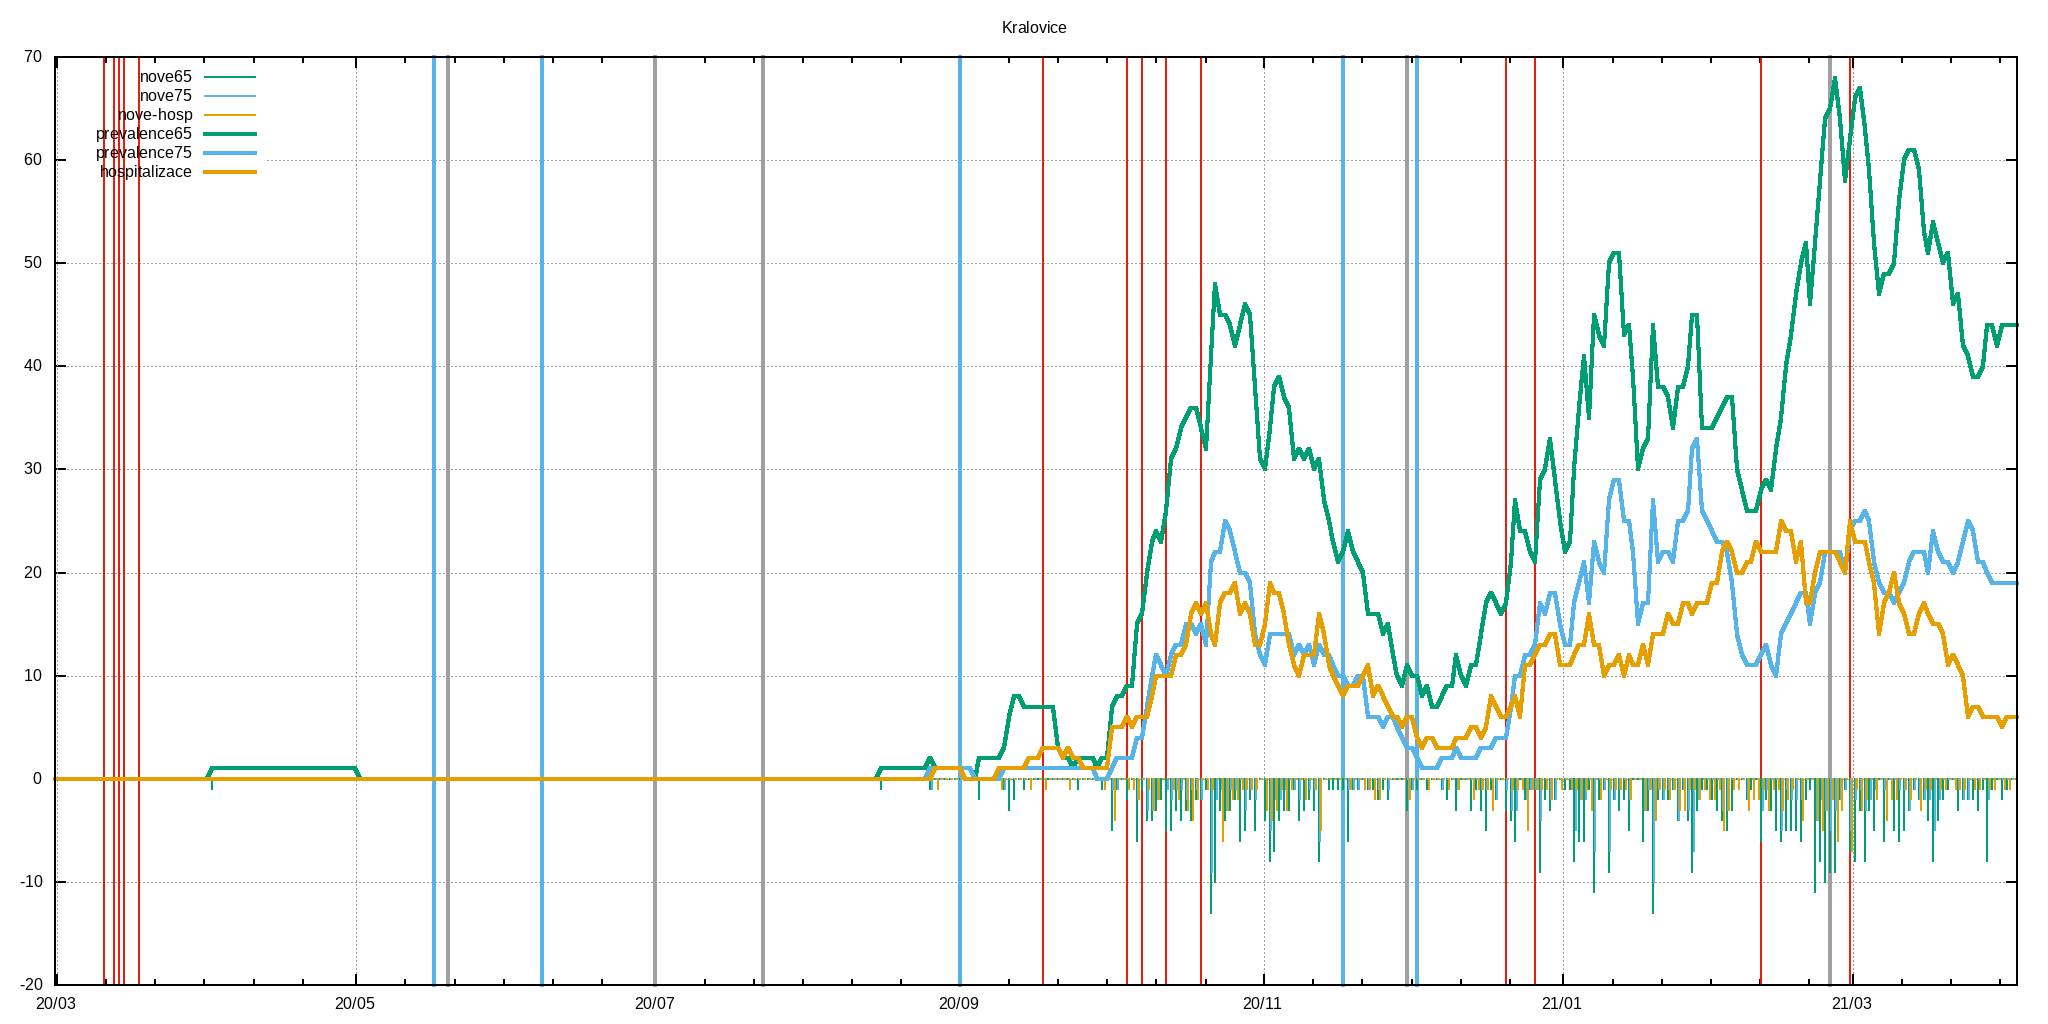 Kralovice
70
nove65
nove75
nove-hosp
prevalence65
prevalence75
hospitalizace
60
50
40
30
20
10
0
-10
-20
20/03 20/05 20/07 20/09 20/11 21/01 21/03